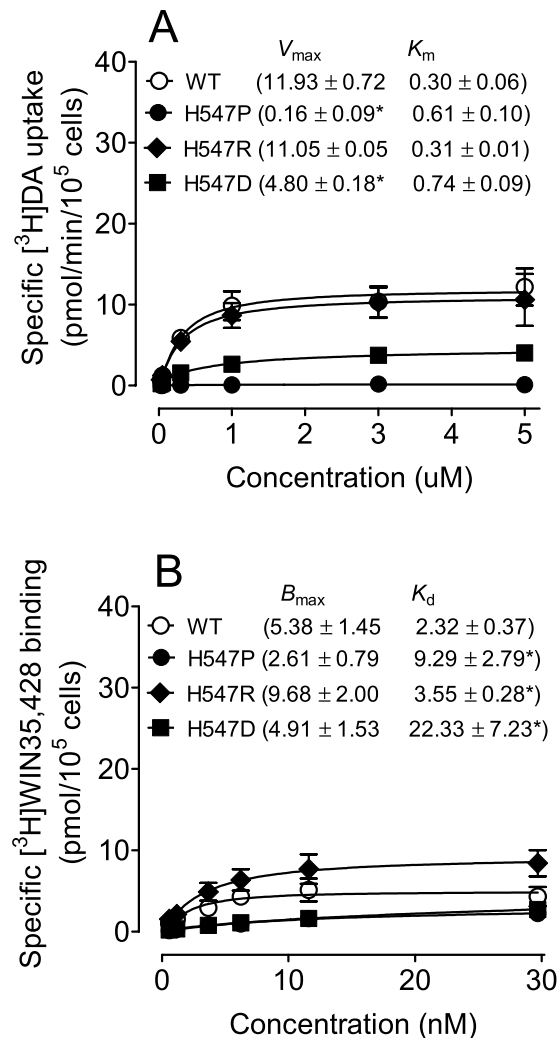 A
Vmax Km
WT (11.93 ± 0.72 0.30 ± 0.06)
H547P (0.16 ± 0.09* 0.61 ± 0.10)
H547R (11.05 ± 0.05 0.31 ± 0.01)
H547D (4.80 ± 0.18* 0.74 ± 0.09)
Specific [³H]DA uptake
(pmol/min/10⁵ cells)
40
30
20
10
0
0 1 2 3 4 5
Concentration (uM)
B
Bmax Kd
WT (5.38 ± 1.45 2.32 ± 0.37)
H547P (2.61 ± 0.79 9.29 ± 2.79*)
H547R (9.68 ± 2.00 3.55 ± 0.28*)
H547D (4.91 ± 1.53 22.33 ± 7.23*)
Specific [³H]WIN35,428 binding
(pmol/10⁵ cells)
40
30
20
10
0
0 10 20 30
Concentration (nM)